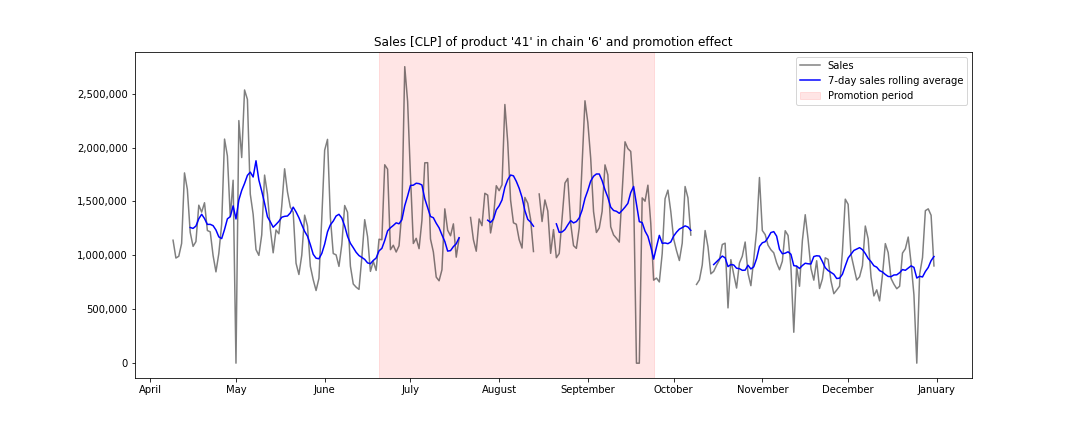 Sales [CLP] of product '41' in chain '6' and promotion effect
Sales
7-day sales rolling average
Promotion period
2,500,000
2,000,000
1,500,000
1,000,000
500,000
0
April May June July August September October November December January